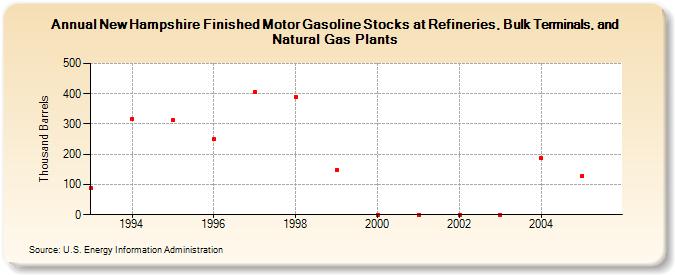 Annual New Hampshire Finished Motor Gasoline Stocks at Refineries, Bulk Terminals, and
Natural Gas Plants
Thousand Barrels
500
400
300
200
100
0
1994 1996 1998 2000 2002 2004
Source: U.S. Energy Information Administration